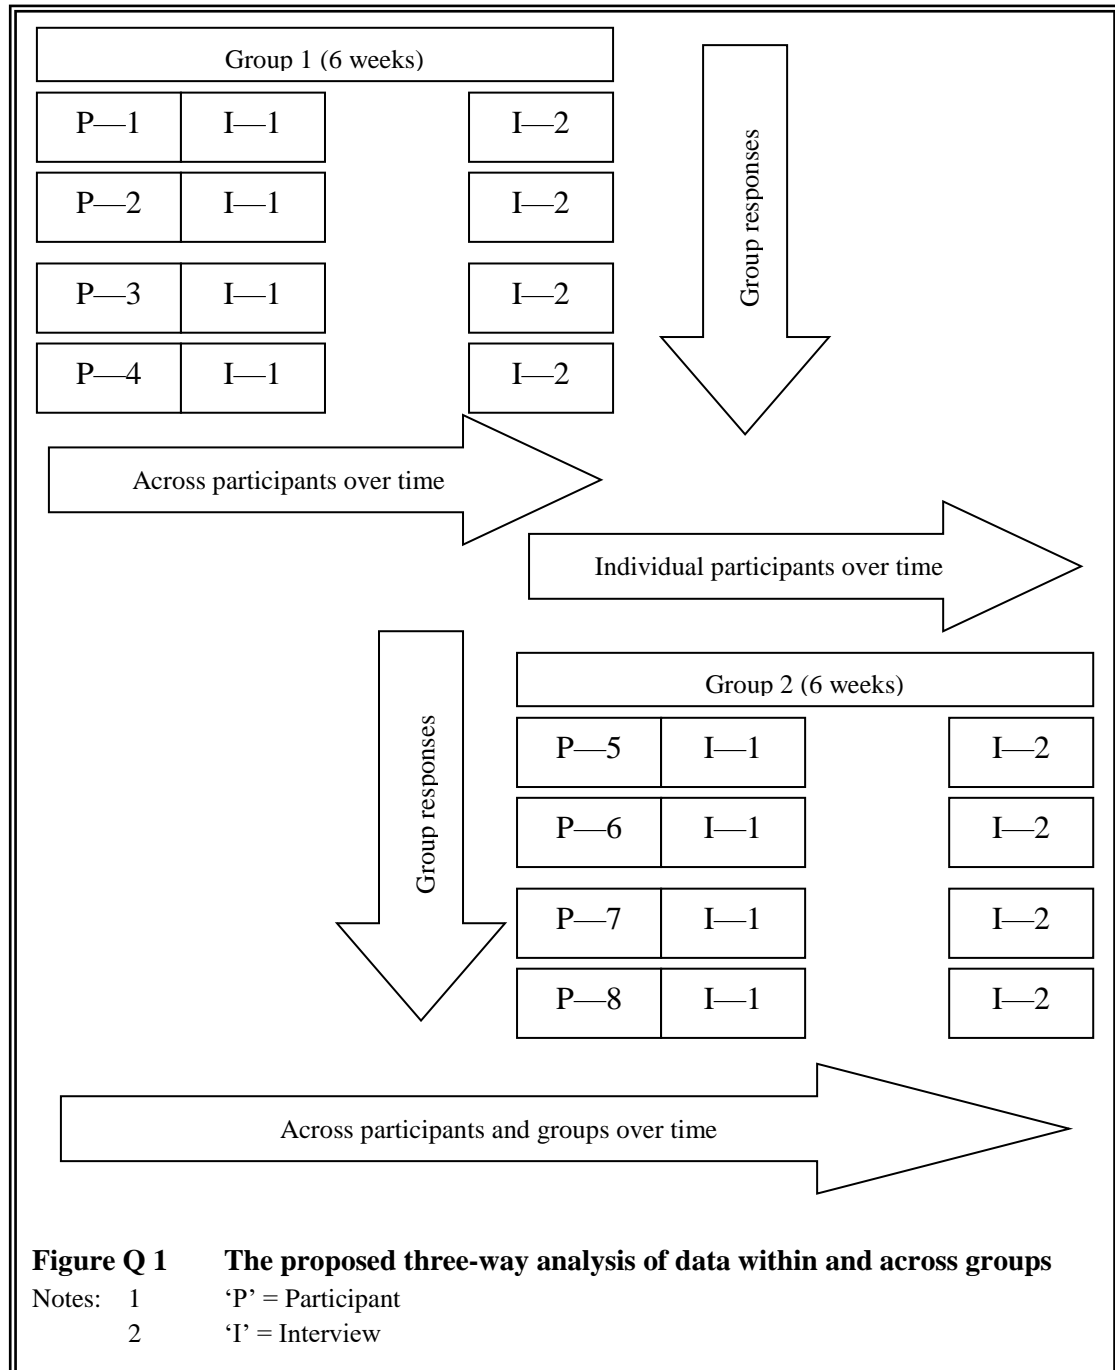 Group 1 (6 weeks)
P—1 I—1 I—2
P—2 I—1 I—2
P—3 I—1 I—2
P—4 I—1 I—2
Group responses
Across participants over time
Individual participants over time
Group responses
Group 2 (6 weeks)
P—5 I—1 I—2
P—6 I—1 I—2
P—7 I—1 I—2
P—8 I—1 I—2
Across participants and groups over time
Figure Q 1 The proposed three-way analysis of data within and across groups
Notes: 1 ‘P’ = Participant
2 ‘I’ = Interview